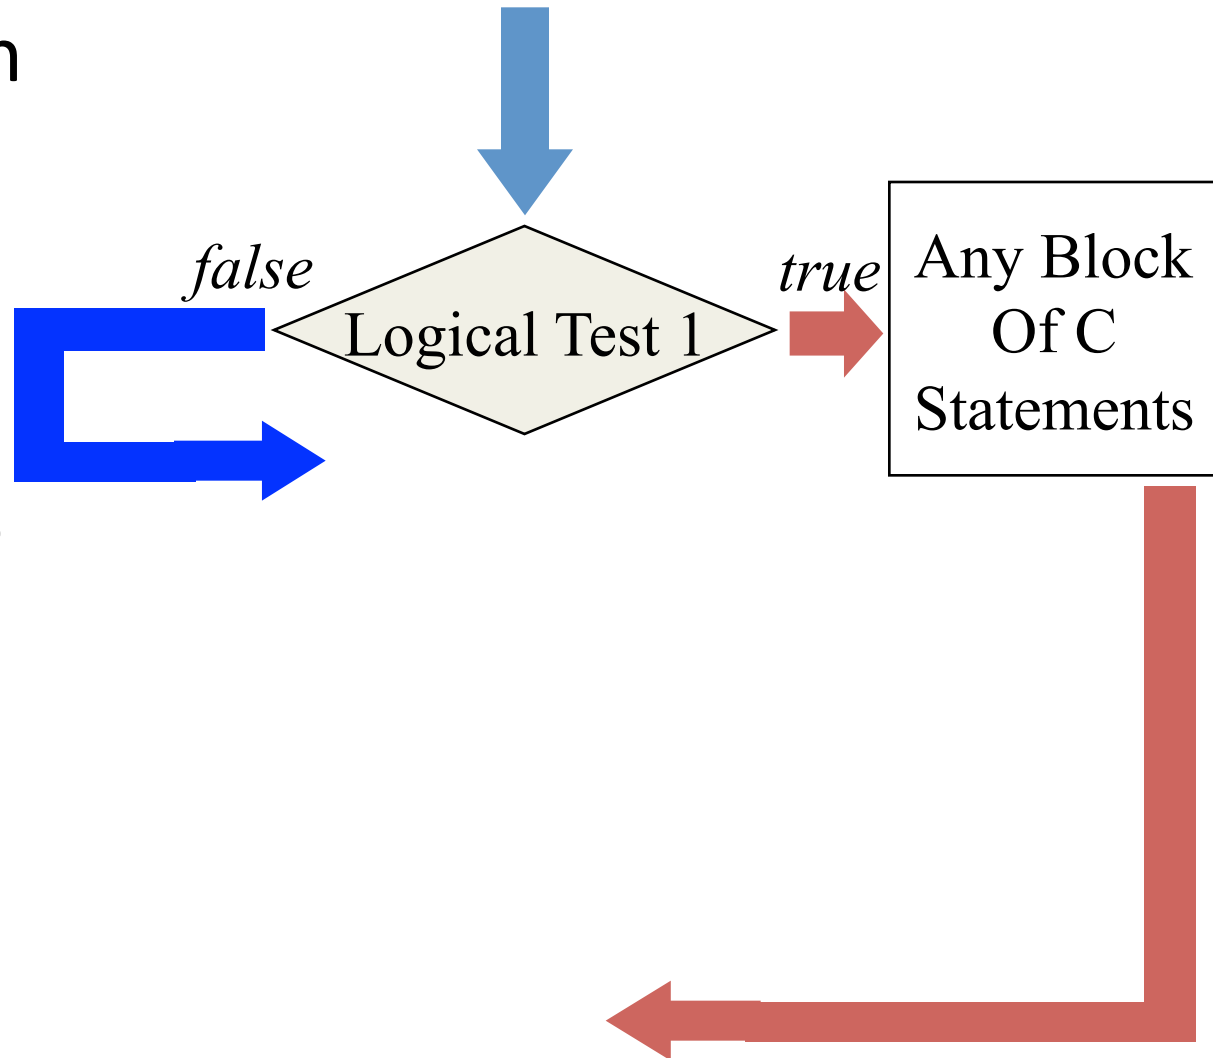 n
false
true
Logical Test 1
Any Block
Of C
Statements